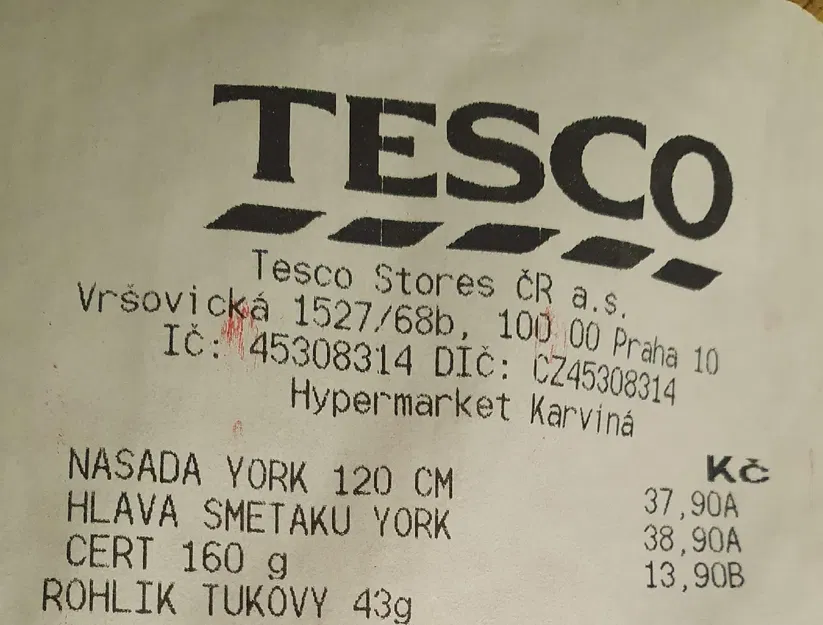 TESCO
Tesco Stores ČR a.s.
Vršovická 1527/68b, 100 00 Praha 10
IČ: 45308314 DIČ: CZ45308314
Hypermarket Karviná
Kč
NASADA YORK 120 CM 37,90A
HLAVA SMETAKU YORK 38,90A
CERT 160 g 13,90B
ROHLIK TUKOVY 43g